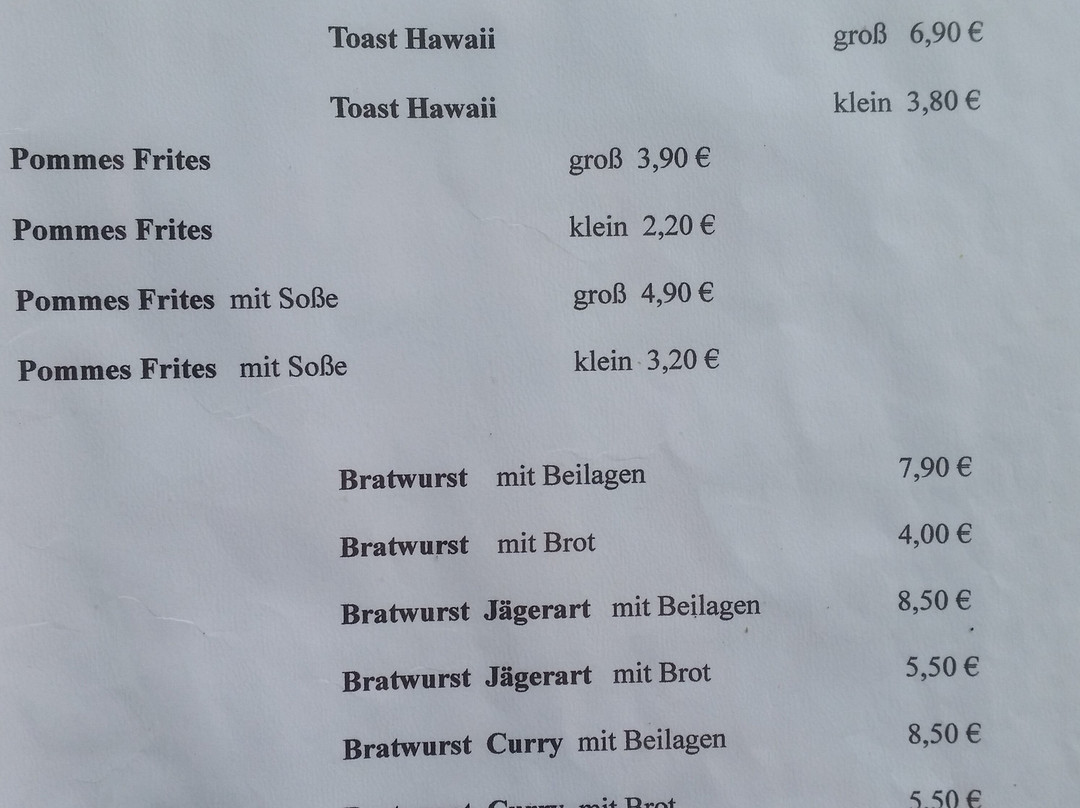 Toast Hawaii groß 6,90 €
Toast Hawaii klein 3,80 €
Pommes Frites groß 3,90 €
Pommes Frites klein 2,20 €
Pommes Frites mit Soße groß 4,90 €
Pommes Frites mit Soße klein 3,20 €
Bratwurst mit Beilagen 7,90 €
Bratwurst mit Brot 4,00 €
Bratwurst Jägerart mit Beilagen 8,50 €
Bratwurst Jägerart mit Brot 5,50 €
Bratwurst Curry mit Beilagen 8,50 €
Curry mit Brot 5,50 €